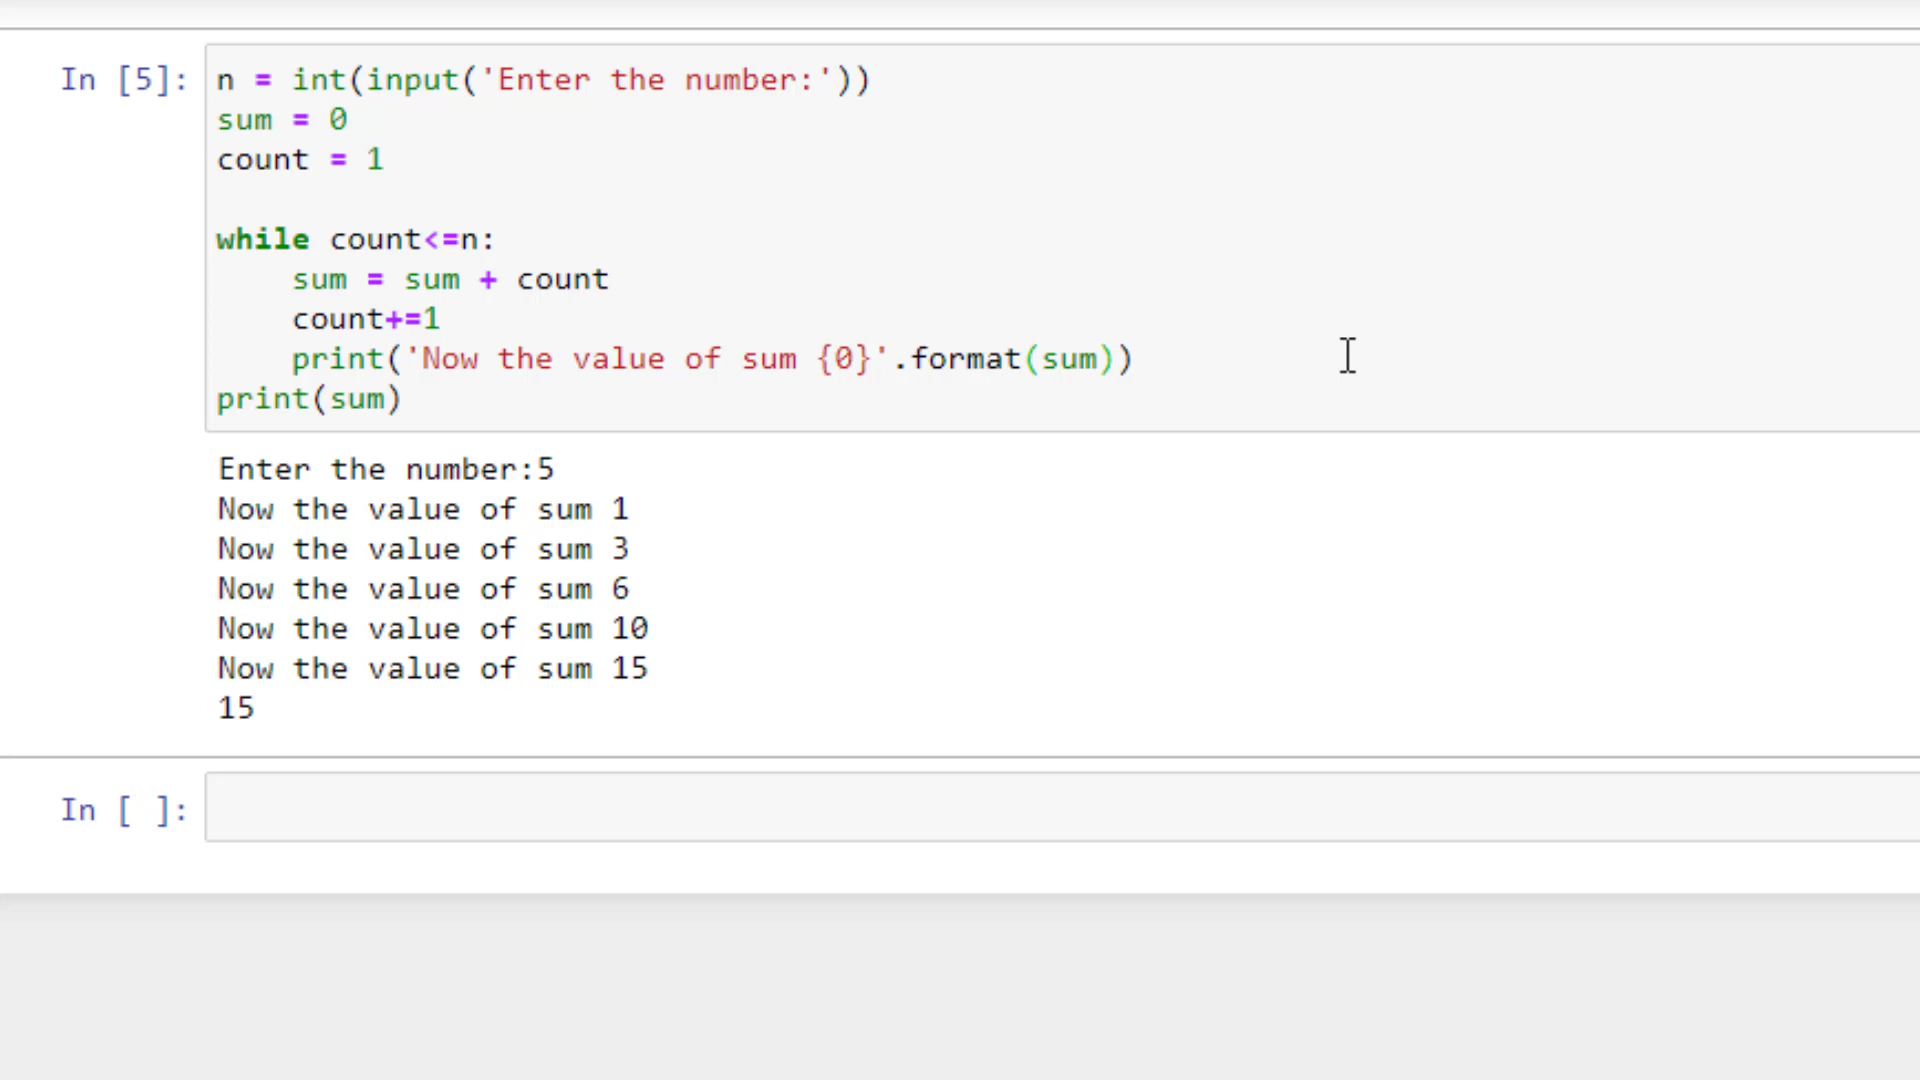 In [5]: n = int(input('Enter the number:'))
sum = 0
count = 1

while count<=n:
    sum = sum + count
    count+=1
    print('Now the value of sum {0}'.format(sum))
print(sum)
Enter the number:5
Now the value of sum 1
Now the value of sum 3
Now the value of sum 6
Now the value of sum 10
Now the value of sum 15
15
In [ ]: